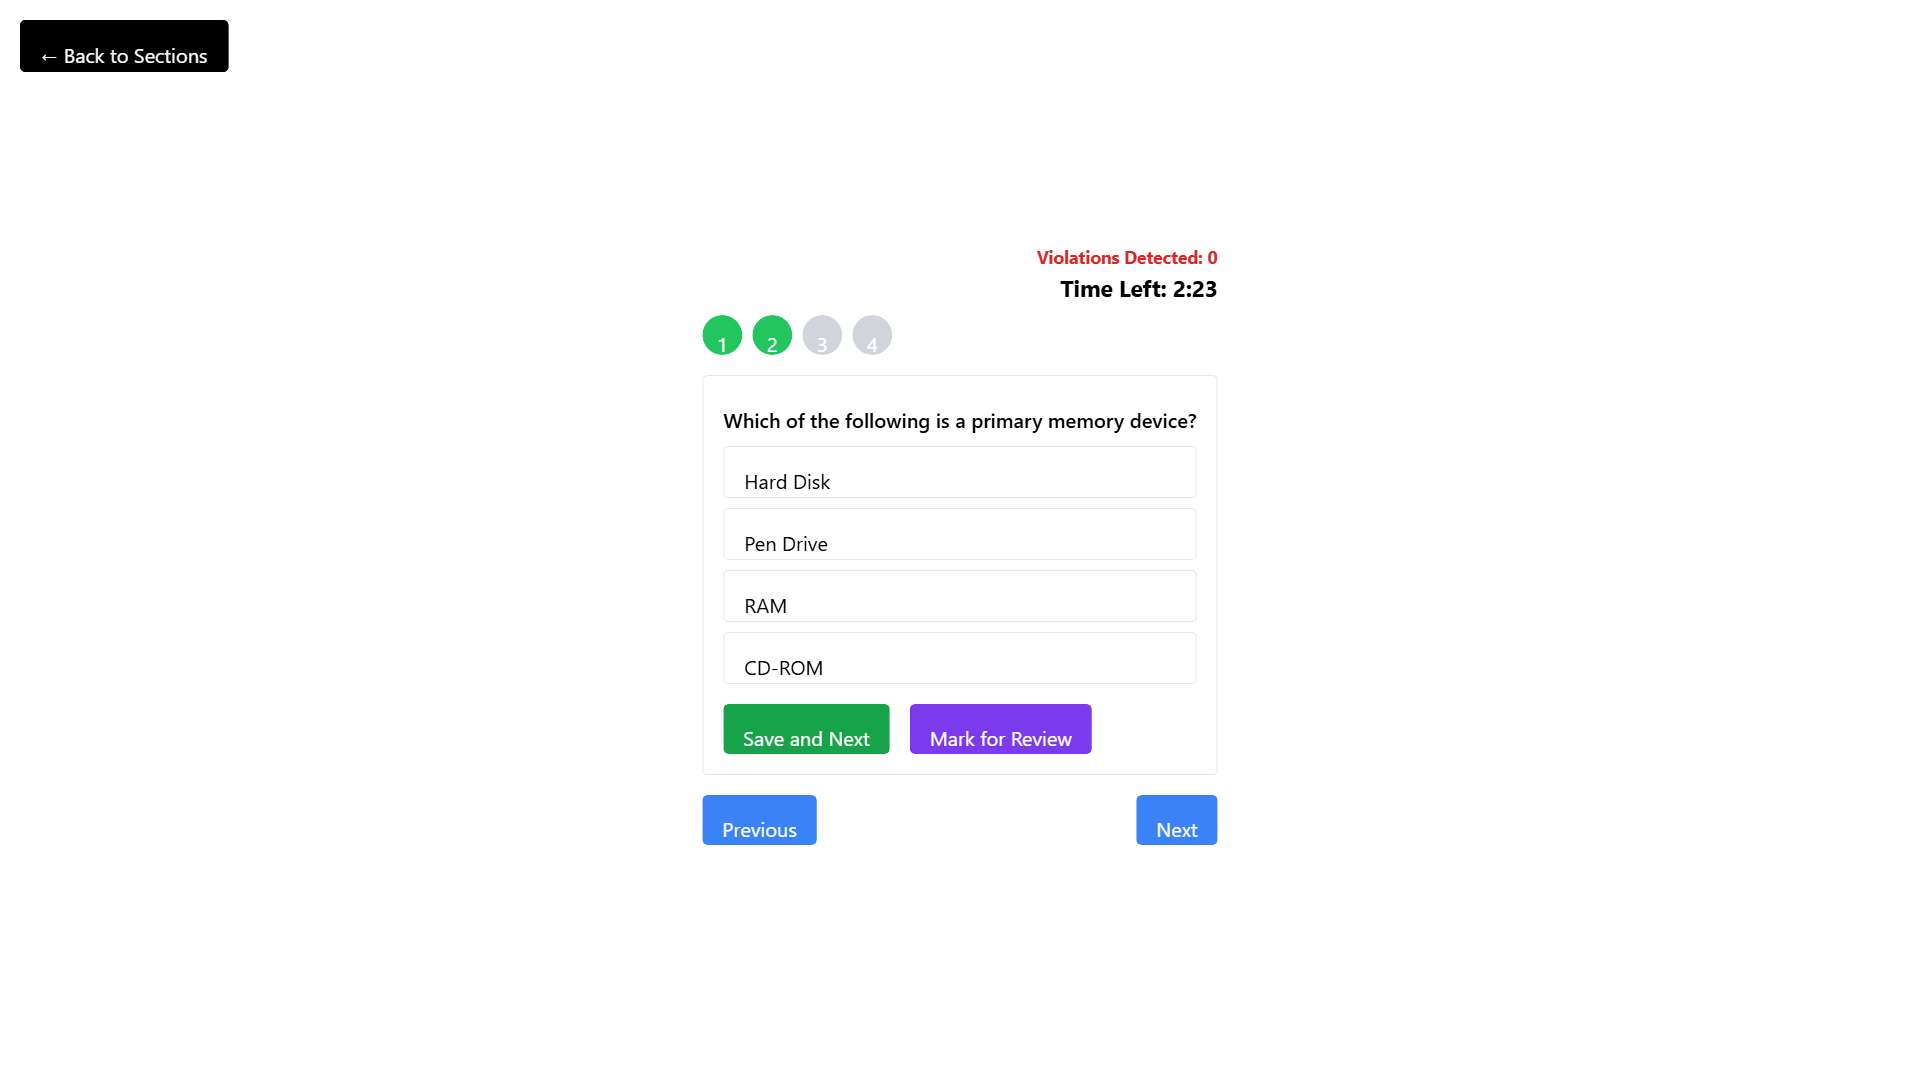 ← Back to Sections
Violations Detected: 0
Time Left: 2:23
1 2 3 4
Which of the following is a primary memory device?
Hard Disk
Pen Drive
RAM
CD-ROM
Save and Next Mark for Review
Previous Next